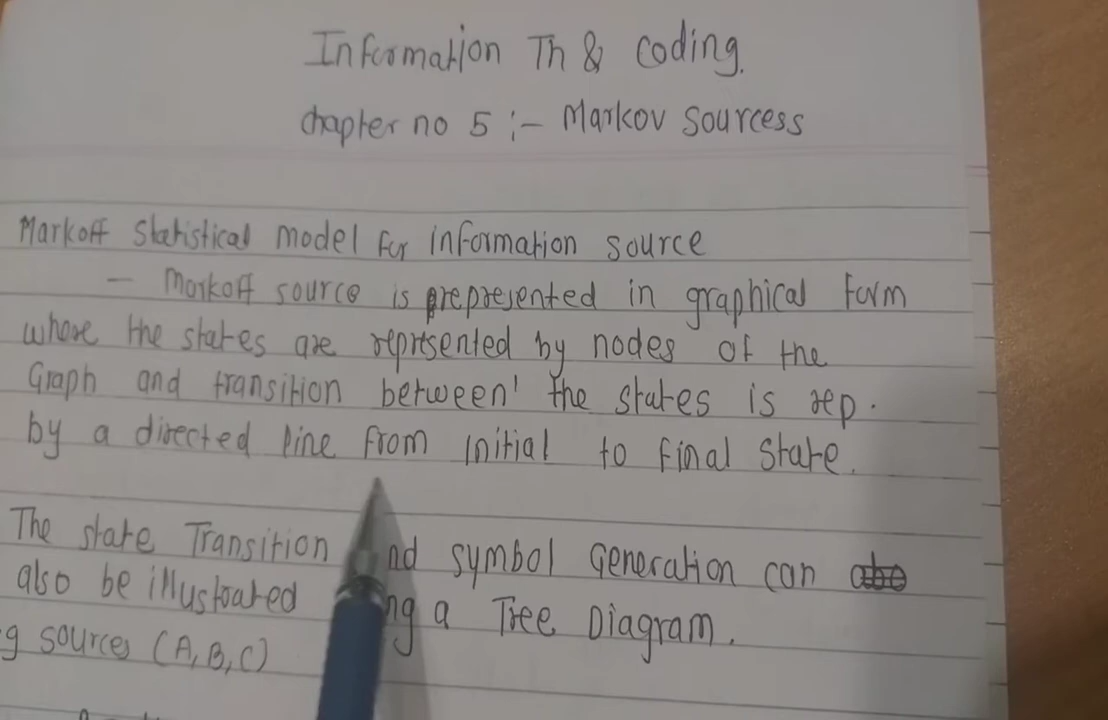 Information Th & Coding.
chapter no 5 :- Markov Sourcess
Markoff Statistical model for information source
- Markoff source is represented in graphical form
where the states are represented by nodes of the
Graph and transition between' the states is rep.
by a directed line from initial to final state.
The state Transition nd symbol Generation can
also be illustrated ng a Tree Diagram.
g sources (A, B, C)